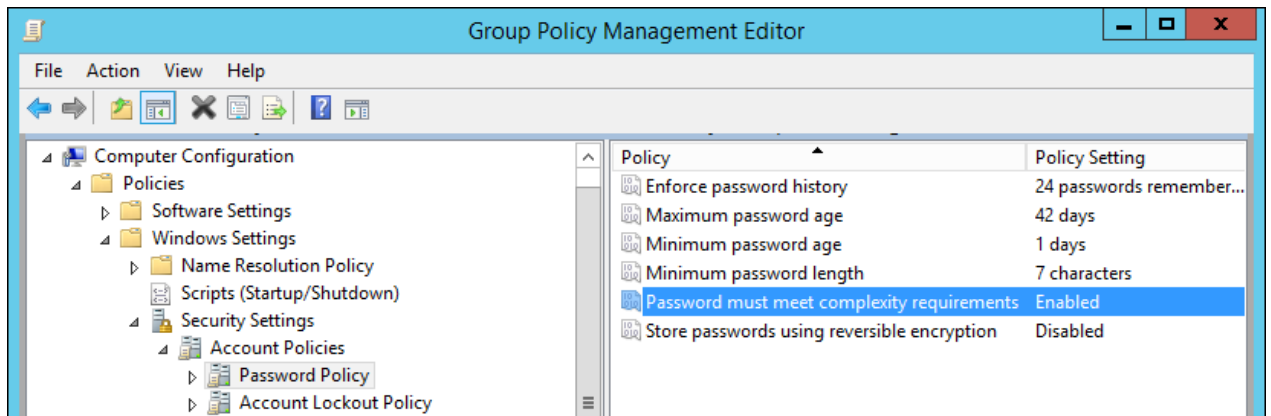 Group Policy Management Editor
File Action View Help
Computer Configuration
Policies
Software Settings
Windows Settings
Name Resolution Policy
Scripts (Startup/Shutdown)
Security Settings
Account Policies
Password Policy
Account Lockout Policy
Policy Policy Setting
Enforce password history 24 passwords remember...
Maximum password age 42 days
Minimum password age 1 days
Minimum password length 7 characters
Password must meet complexity requirements Enabled
Store passwords using reversible encryption Disabled